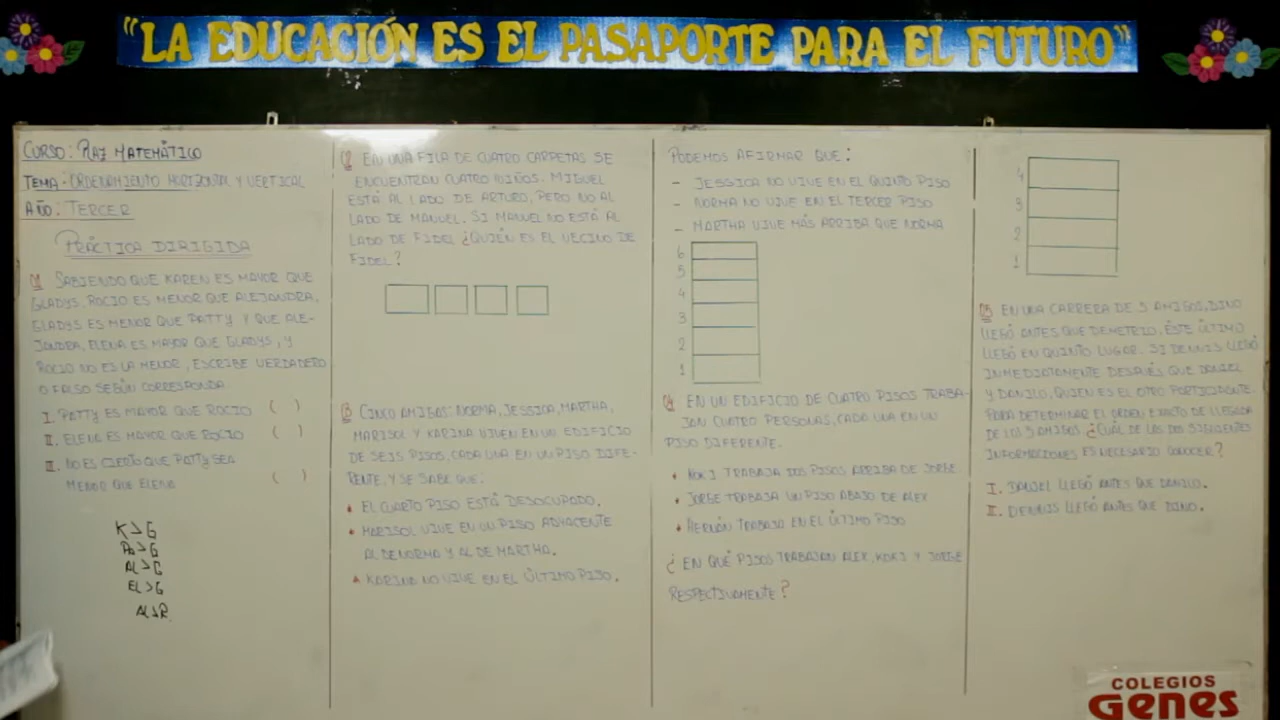 "LA EDUCACIÓN ES EL PASAPORTE PARA EL FUTURO"
CURSO: RAZ MATEMÁTICO
TEMA: ORDENAMIENTO HORIZONTAL Y VERTICAL
AÑO: TERCER
PRÁCTICA DIRIGIDA
01 SABIENDO QUE KAREN ES MAYOR QUE
GLADYS, ROCIO ES MENOR QUE ALEJANDRA,
GLADYS ES MENOR QUE PATTY Y QUE ALE-
JANDRA, ELENA ES MAYOR QUE GLADYS, Y
ROCIO NO ES LA MENOR, ESCRIBE VERDADERO
O FALSO SEGÚN CORRESPONDA.
I. PATTY ES MAYOR QUE ROCIO ( )
II. ELENA ES MAYOR QUE ROCIO ( )
III. NO ES CIERTO QUE PATTY SEA
MENOR QUE ELENA ( )
K>G
Pa>G
AL>G
EL>G
AL>R
02 EN UNA FILA DE CUATRO CARPETAS SE
ENCUENTRAN CUATRO NIÑOS. MIGUEL
ESTÁ AL LADO DE ARTURO, PERO NO AL
LADO DE MANUEL. SI MANUEL NO ESTÁ AL
LADO DE FIDEL ¿QUIÉN ES EL VECINO DE
FIDEL?
03 CINCO AMIGAS: NORMA, JESSICA, MARTHA,
MARISOL Y KARINA VIVEN EN UN EDIFICIO
DE SEIS PISOS, CADA UNA EN UN PISO DIFE-
RENTE, Y SE SABE QUE:
• EL CUARTO PISO ESTÁ DESOCUPADO.
• MARISOL VIVE EN UN PISO ADYACENTE
AL DE NORMA Y AL DE MARTHA.
• KARINA NO VIVE EN EL ÚLTIMO PISO.
PODEMOS AFIRMAR QUE:
- JESSICA NO VIVE EN EL QUINTO PISO
- NORMA NO VIVE EN EL TERCER PISO
- MARTHA VIVE MÁS ARRIBA QUE NORMA
6
5
4
3
2
1
04 EN UN EDIFICIO DE CUATRO PISOS TRABA-
JAN CUATRO PERSONAS, CADA UNA EN UN
PISO DIFERENTE.
• KOKI TRABAJA DOS PISOS ARRIBA DE JORGE
• JORGE TRABAJA UN PISO ABAJO DE ALEX
• HERNÁN TRABAJA EN EL ÚLTIMO PISO
¿EN QUÉ PISOS TRABAJAN ALEX, KOKI Y JORGE
RESPECTIVAMENTE?
4
3
2
1
05 EN UNA CARRERA DE 5 AMIGOS, DINO
LLEGÓ ANTES QUE DEMETRIO, ÉSTE ÚLTIMO
LLEGÓ EN QUINTO LUGAR. SI DENNIS LLEGÓ
INMEDIATAMENTE DESPUÉS QUE DANIEL
Y DANILO, QUIEN ES EL OTRO PARTICIPANTE.
PARA DETERMINAR EL ORDEN EXACTO DE LLEGADA
DE LOS 5 AMIGOS. ¿CUÁL DE LAS DOS SIGUIENTES
INFORMACIONES ES NECESARIO CONOCER?
I. DANIEL LLEGÓ ANTES QUE DANILO.
II. DENNIS LLEGÓ ANTES QUE DINO.
COLEGIOS
Genes